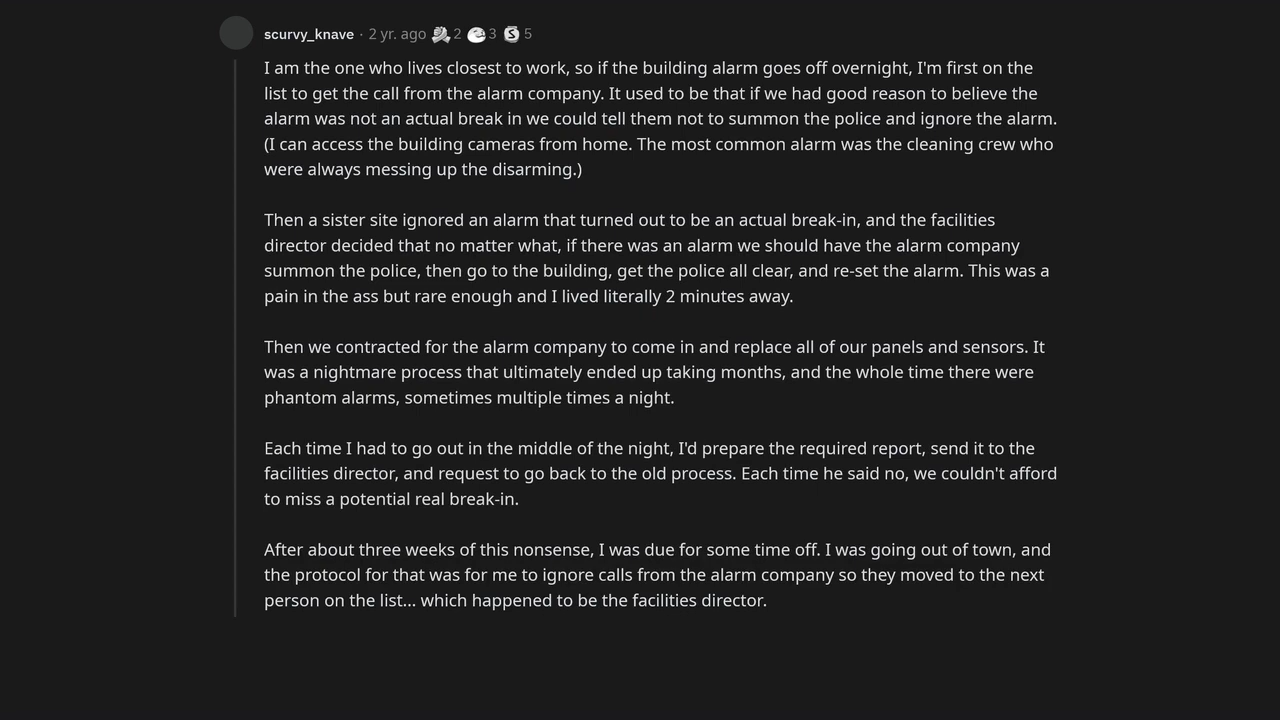 scurvy_knave · 2 yr. ago 2 3 5
I am the one who lives closest to work, so if the building alarm goes off overnight, I'm first on the
list to get the call from the alarm company. It used to be that if we had good reason to believe the
alarm was not an actual break in we could tell them not to summon the police and ignore the alarm.
(I can access the building cameras from home. The most common alarm was the cleaning crew who
were always messing up the disarming.)
Then a sister site ignored an alarm that turned out to be an actual break-in, and the facilities
director decided that no matter what, if there was an alarm we should have the alarm company
summon the police, then go to the building, get the police all clear, and re-set the alarm. This was a
pain in the ass but rare enough and I lived literally 2 minutes away.
Then we contracted for the alarm company to come in and replace all of our panels and sensors. It
was a nightmare process that ultimately ended up taking months, and the whole time there were
phantom alarms, sometimes multiple times a night.
Each time I had to go out in the middle of the night, I'd prepare the required report, send it to the
facilities director, and request to go back to the old process. Each time he said no, we couldn't afford
to miss a potential real break-in.
After about three weeks of this nonsense, I was due for some time off. I was going out of town, and
the protocol for that was for me to ignore calls from the alarm company so they moved to the next
person on the list... which happened to be the facilities director.